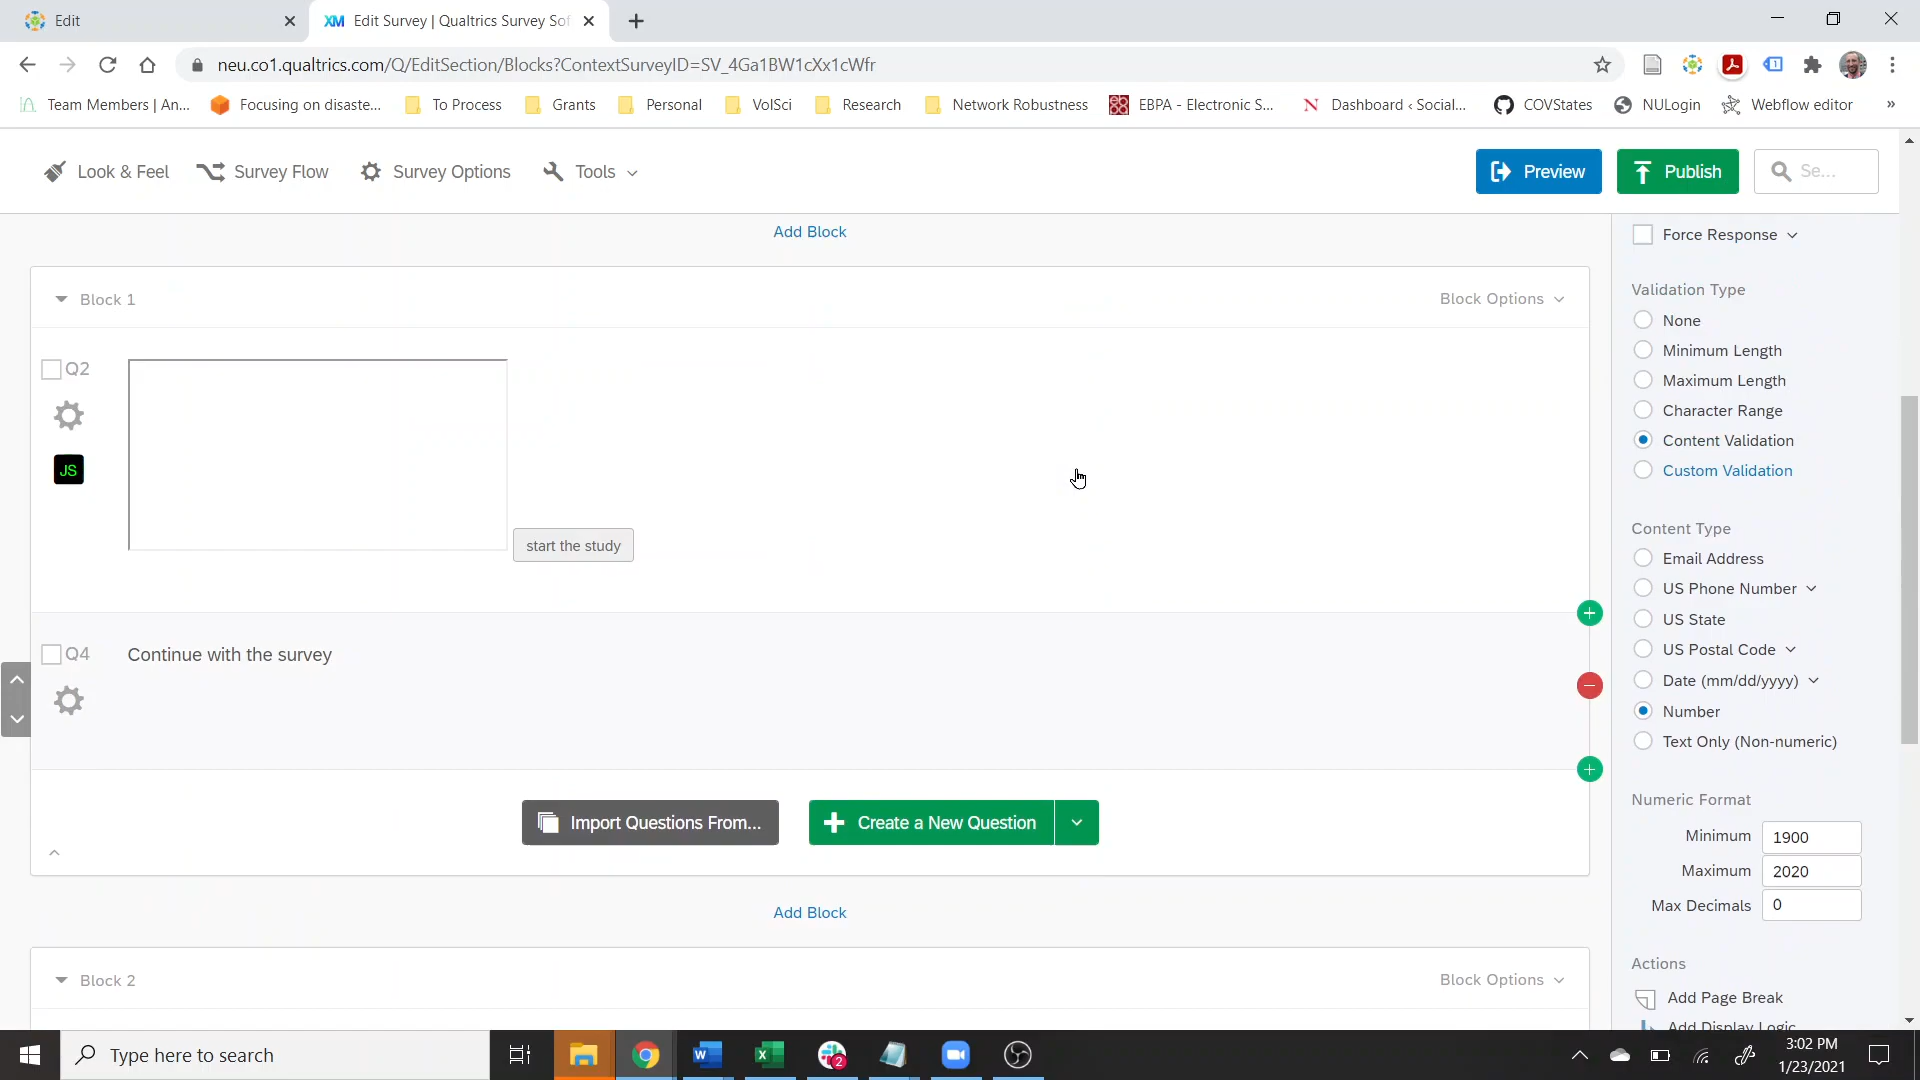 Edit
XM Edit Survey | Qualtrics Survey Sof
neu.co1.qualtrics.com/Q/EditSection/Blocks?ContextSurveyID=SV_4Ga1BW1cXx1cWfr
Team Members | An...
Focusing on disaste...
To Process
Grants
Personal
VolSci
Research
Network Robustness
EBPA - Electronic S...
Dashboard ‹ Social...
COVStates
NULogin
Webflow editor
»
Look & Feel
Survey Flow
Survey Options
Tools
Preview
Publish
Se...
Add Block
Force Response
Block 1
Block Options
Validation Type
None
Minimum Length
Maximum Length
Character Range
Content Validation
Custom Validation
Q2
JS
start the study
Content Type
Email Address
US Phone Number
US State
US Postal Code
Date (mm/dd/yyyy)
Number
Text Only (Non-numeric)
Q4
Continue with the survey
Import Questions From...
Create a New Question
Numeric Format
Minimum 1900
Maximum 2020
Max Decimals 0
Add Block
Block 2
Block Options
Actions
Add Page Break
Add Display Logic
Type here to search
2
3:02 PM
1/23/2021